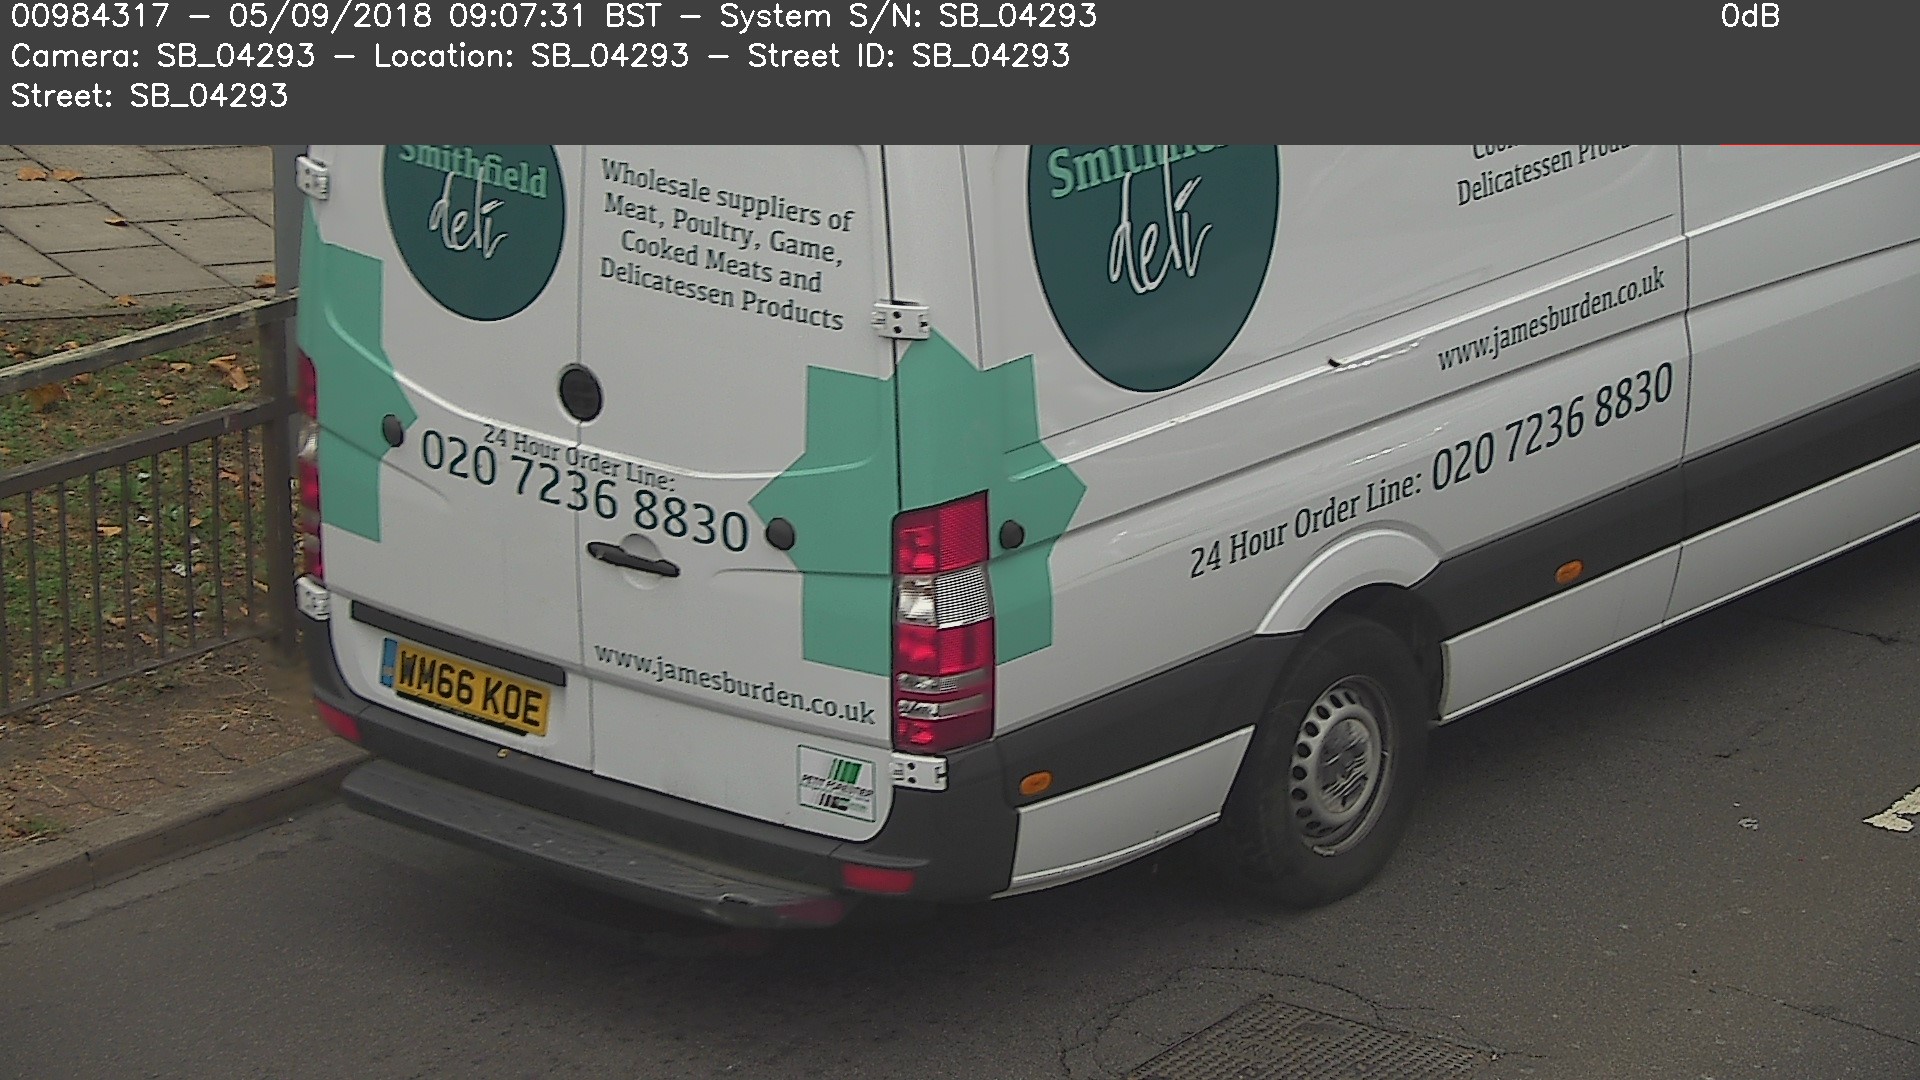 00984317 – 05/09/2018 09:07:31 BST – System S/N: SB_04293
0dB
Camera: SB_04293 – Location: SB_04293 – Street ID: SB_04293
Street: SB_04293
Smithfield
deli
Wholesale suppliers of
Meat, Poultry, Game,
Cooked Meats and
Delicatessen Products
24 Hour Order Line:
020 7236 8830
www.jamesburden.co.uk
WM66 KOE
deli
Delicatessen
www.jamesburden.co.uk
24 Hour Order Line: 020 7236 8830